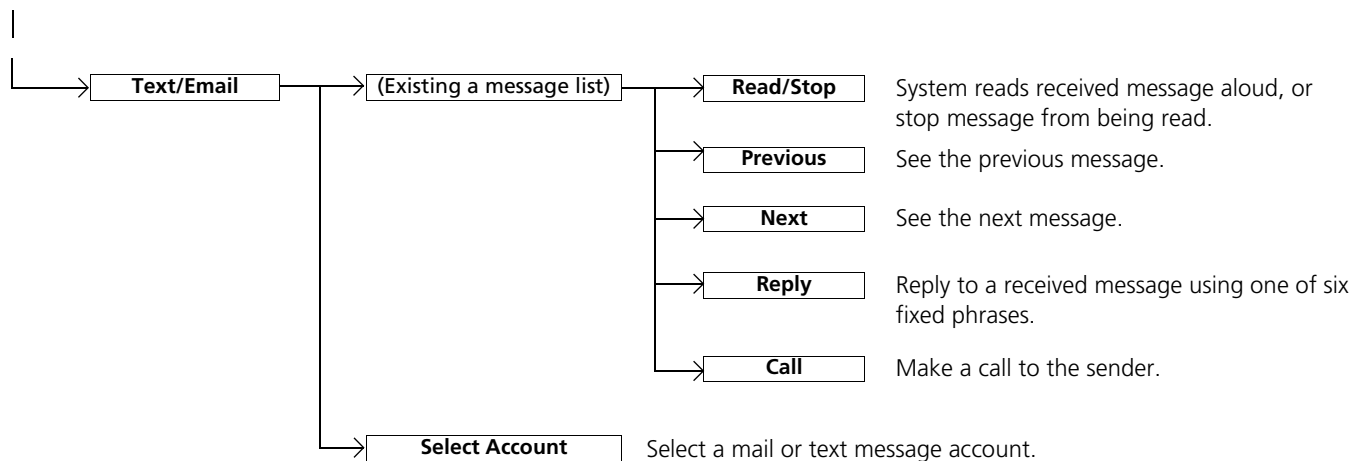 Text/Email
(Existing a message list)
Read/Stop
System reads received message aloud, or
stop message from being read.
Previous
See the previous message.
Next
See the next message.
Reply
Reply to a received message using one of six
fixed phrases.
Call
Make a call to the sender.
Select Account
Select a mail or text message account.